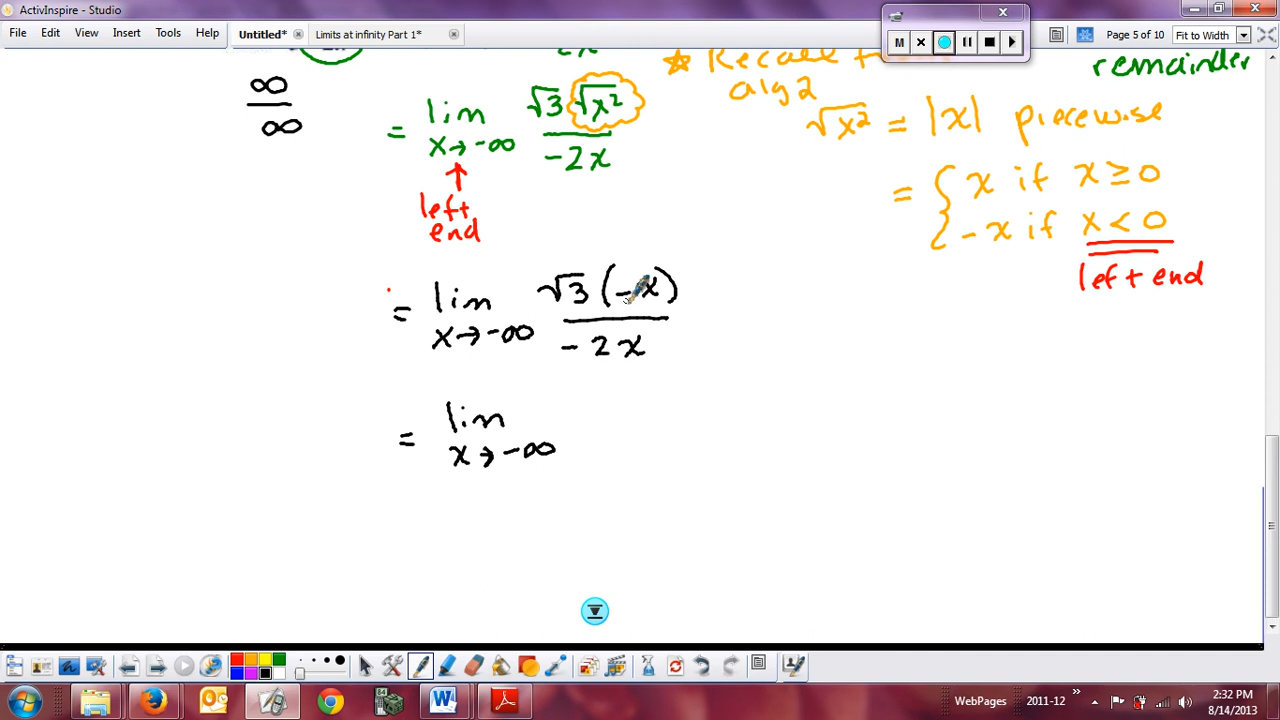 ActivInspire - Studio
File Edit View Insert Tools Help
Untitled* Limits at infinity Part 1*
Page 5 of 10 Fit to Width
M
-2x
★ Recall from
alg 2
remainder
∞/∞
= lim x→-∞ √3 √x² / -2x
√x² = |x| piecewise
= { x if x ≥ 0
-x if x < 0
left
end
left end
= lim x→-∞ √3 (-x) / -2x
= lim x→-∞
WebPages 2011-12 »
2:32 PM
8/14/2013